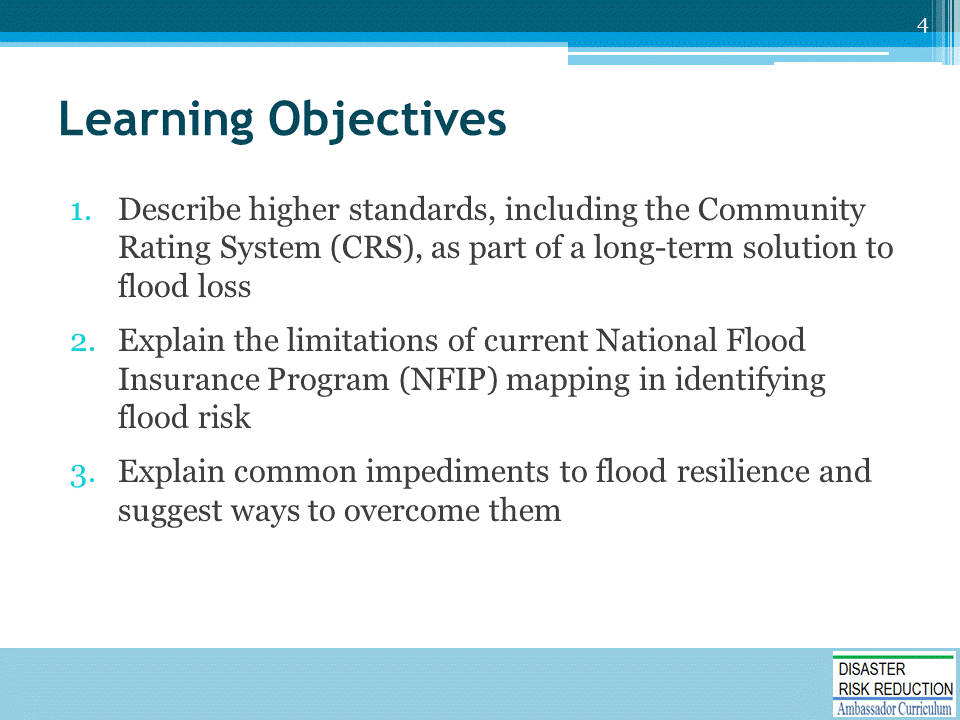 4
Learning Objectives
1. Describe higher standards, including the Community
Rating System (CRS), as part of a long-term solution to
flood loss
2. Explain the limitations of current National Flood
Insurance Program (NFIP) mapping in identifying
flood risk
3. Explain common impediments to flood resilience and
suggest ways to overcome them
DISASTER
RISK REDUCTION
Ambassador Curriculum